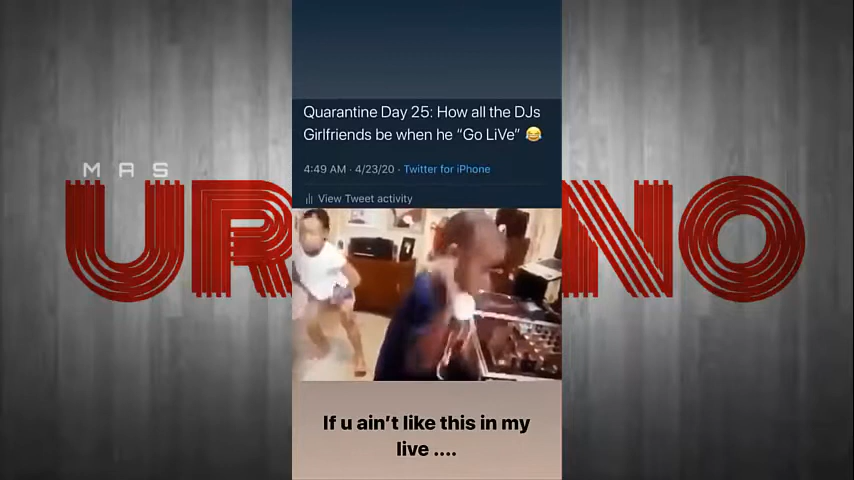 Quarantine Day 25: How all the DJs
Girlfriends be when he “Go LiVe” 😂
4:49 AM · 4/23/20 · Twitter for iPhone
View Tweet activity
MAS
UR NO
If u ain’t like this in my
live ....